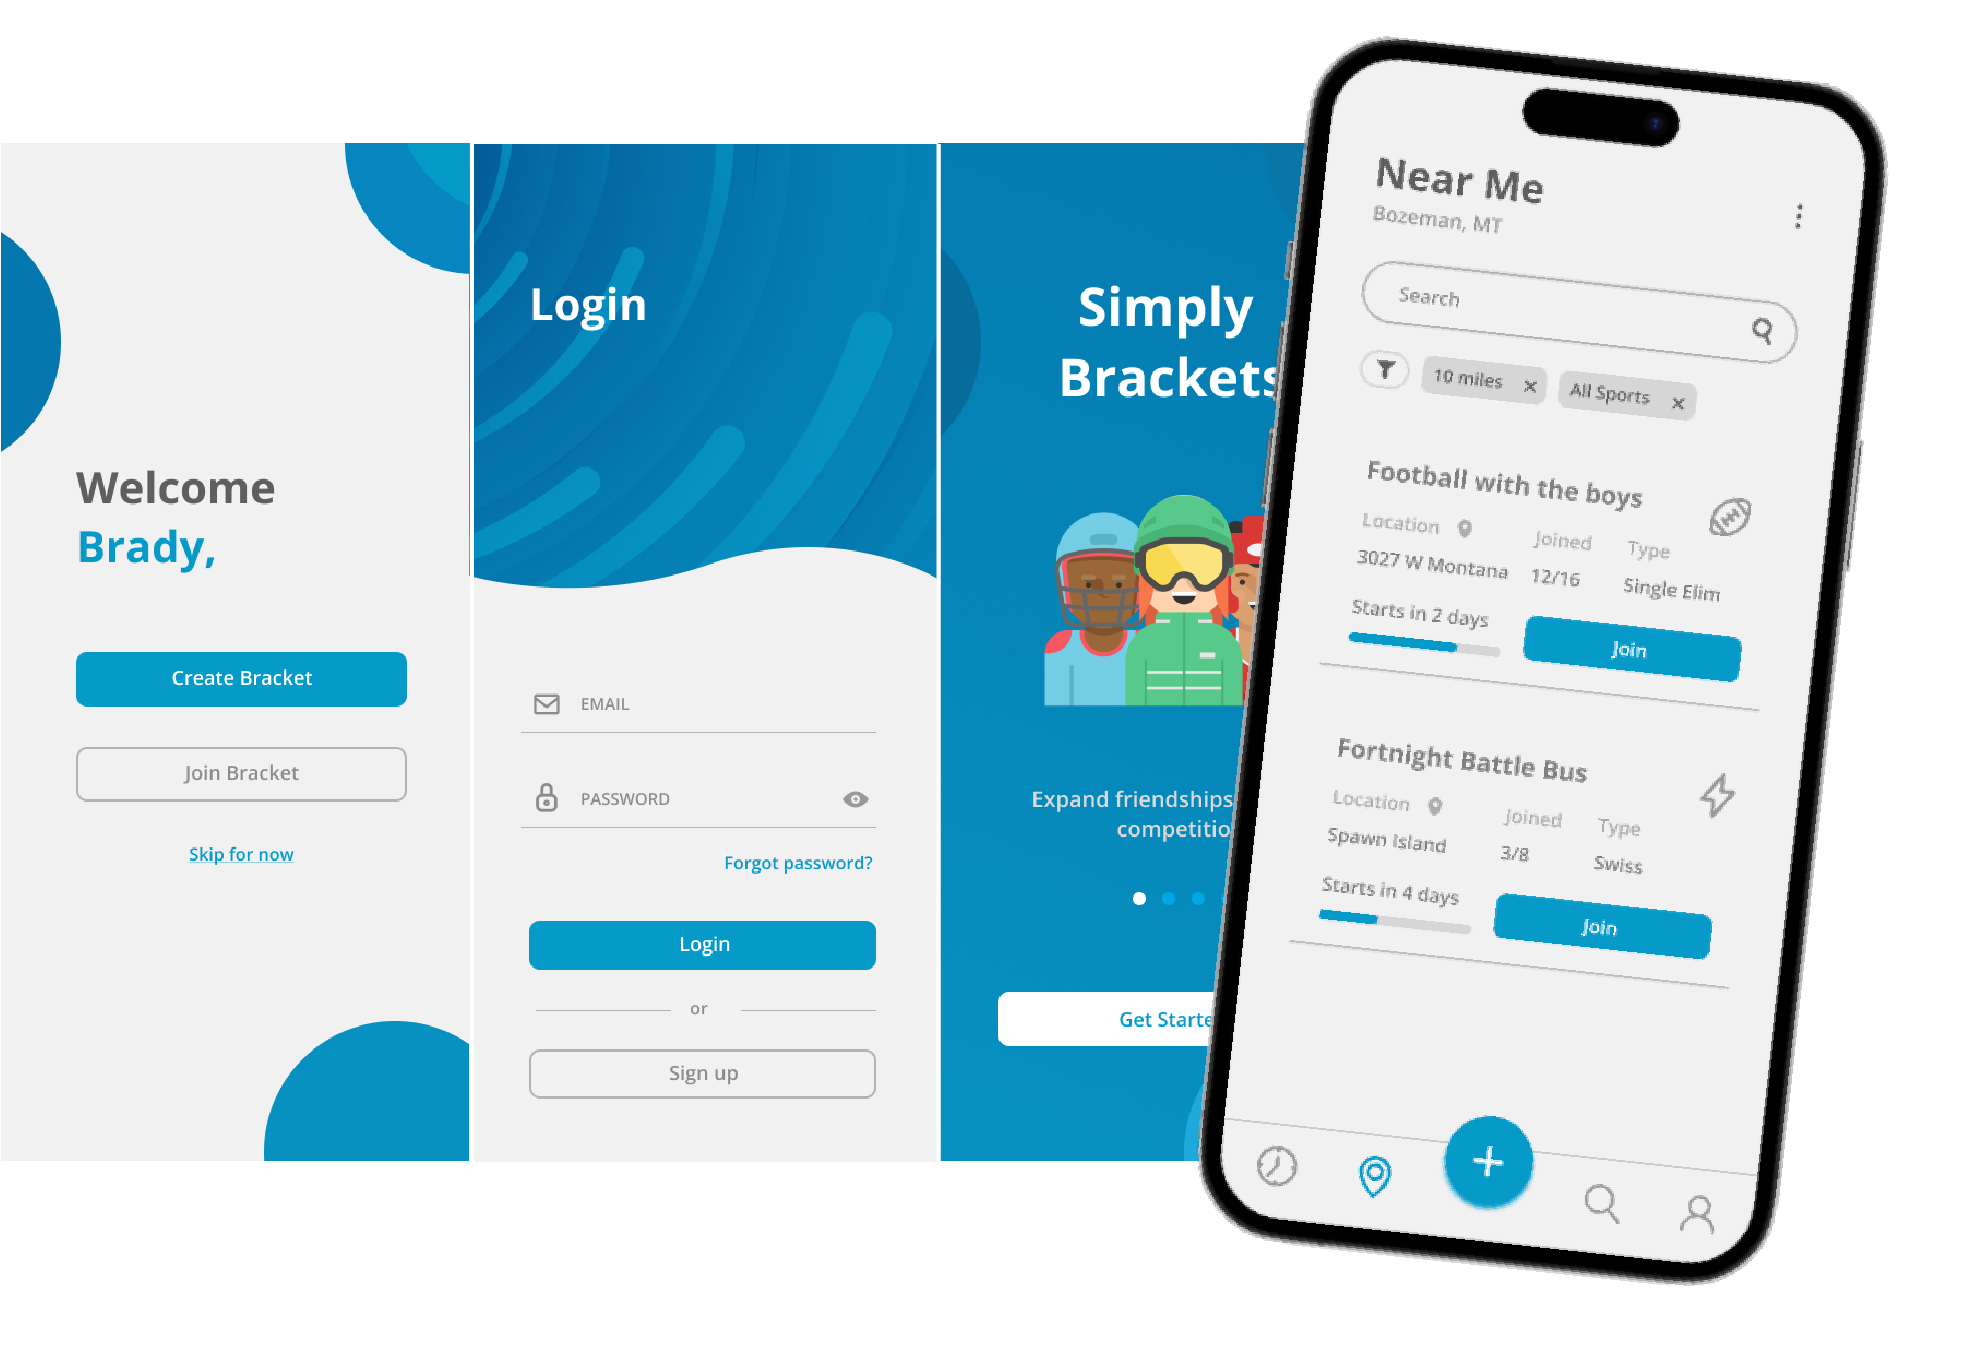 Welcome
Brady,
Create Bracket
Join Bracket
Skip for now
Login
EMAIL
PASSWORD
Forgot password?
Login
or
Sign up
Simply
Brackets
Expand friendships
competitio
Get Starte
Near Me
Bozeman, MT
Search
10 miles
All Sports
Football with the boys
Location Joined Type
3027 W Montana 12/16 Single Elim
Starts in 2 days
Join
Fortnight Battle Bus
Location Joined Type
Spawn Island 3/8 Swiss
Starts in 4 days
Join